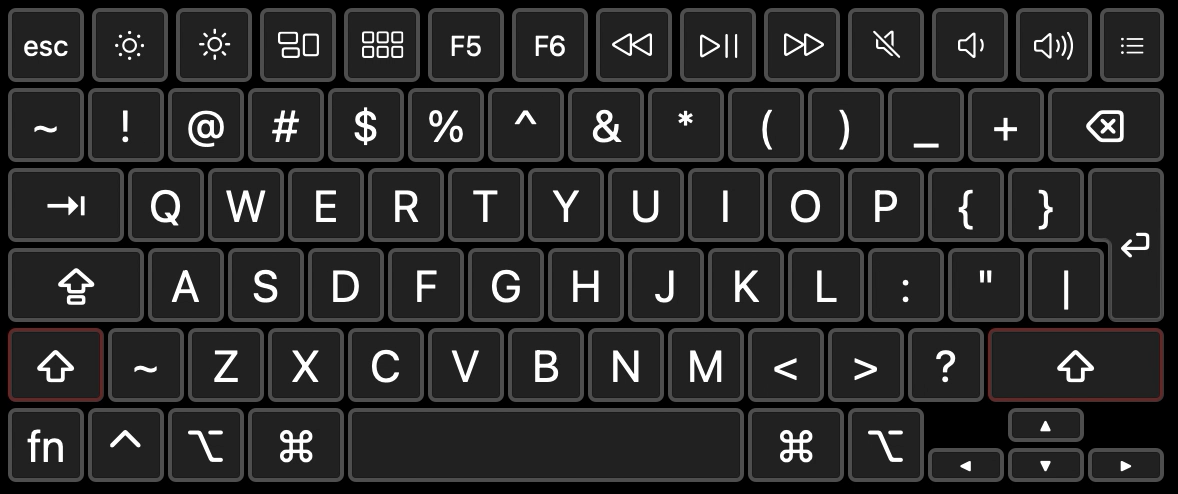 esc F5 F6
~ ! @ # $ % ^ & * ( ) _ +
Q W E R T Y U I O P { }
A S D F G H J K L : " |
~ Z X C V B N M < > ?
fn ^ ⌥ ⌘ ⌘ ⌥